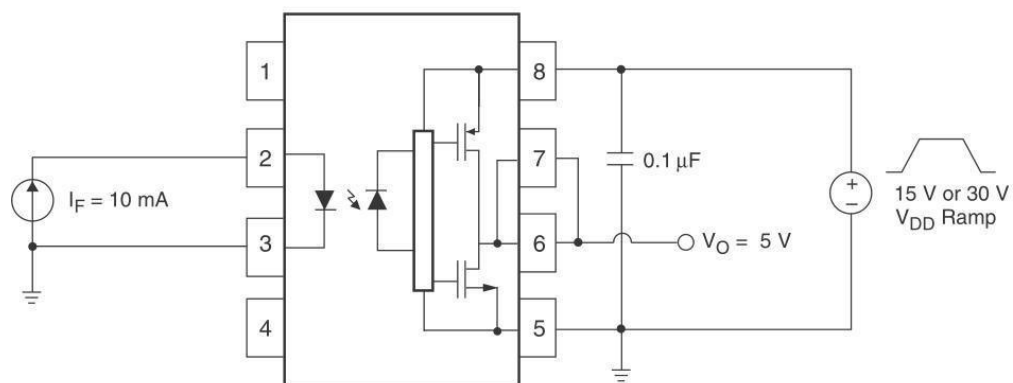 1
2
3
4
8
7
6
5
I_F = 10 mA
0.1 μF
V_O = 5 V
+
–
15 V or 30 V
V_DD Ramp